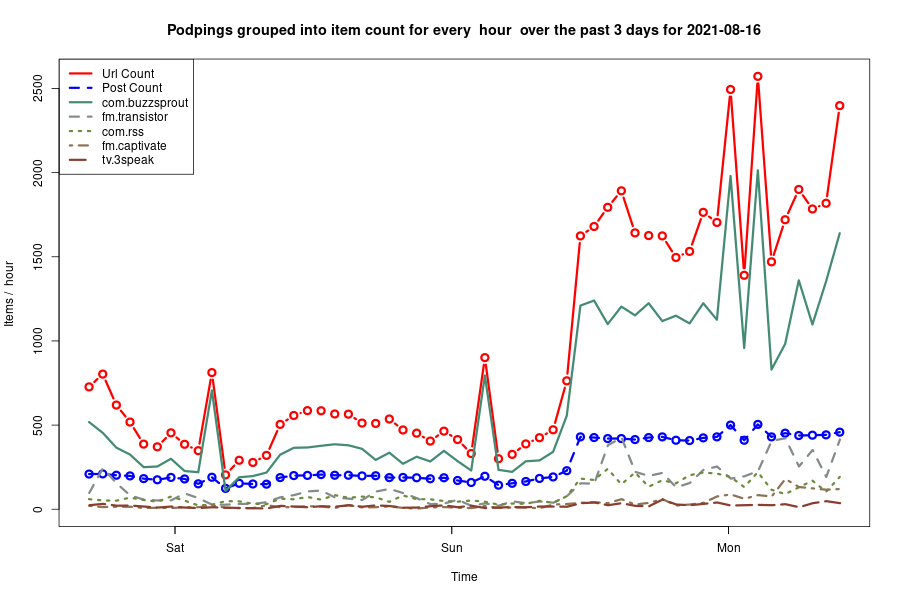 Podpings grouped into item count for every  hour  over the past 3 days for 2021-08-16
Url Count
Post Count
com.buzzsprout
fm.transistor
com.rss
fm.captivate
tv.3speak
Items /  hour
2500
2000
1500
1000
500
0
Sat
Sun
Mon
Time